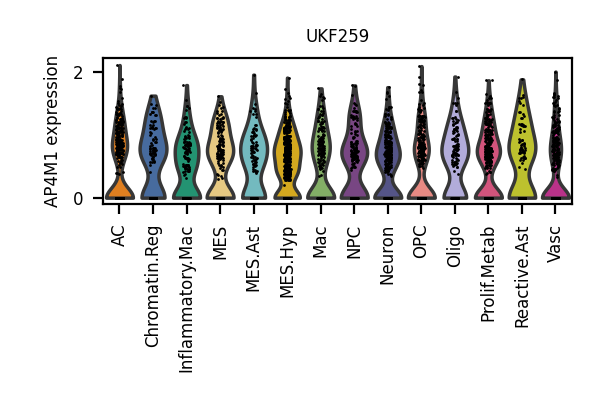 UKF259
AP4M1 expression
2
0
AC
Chromatin.Reg
Inflammatory.Mac
MES
MES.Ast
MES.Hyp
Mac
NPC
Neuron
OPC
Oligo
Prolif.Metab
Reactive.Ast
Vasc